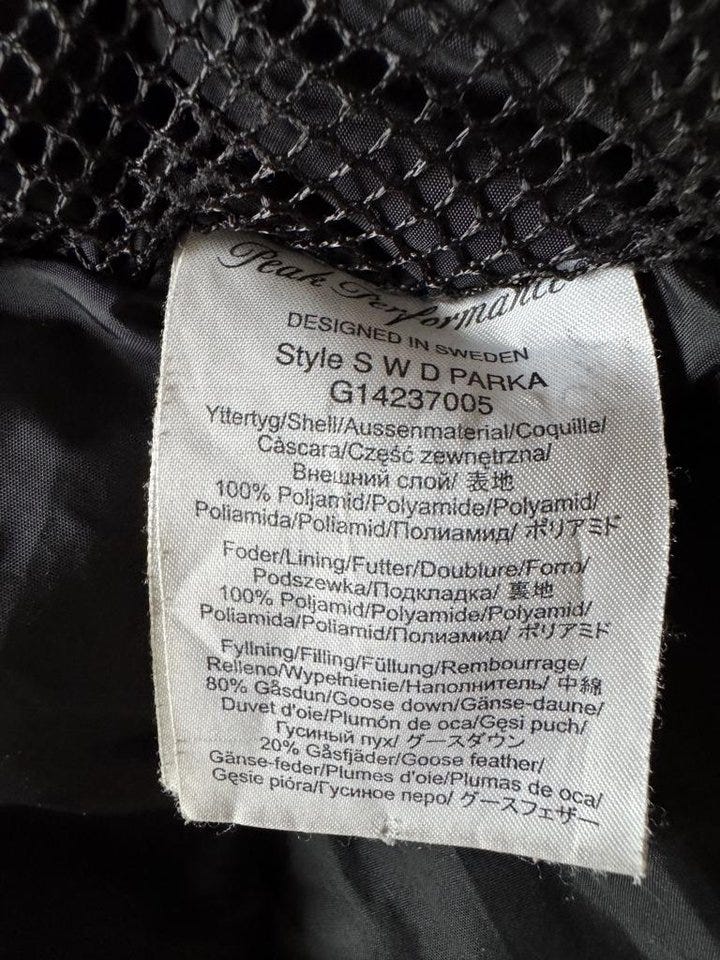 Peak Performance
DESIGNED IN SWEDEN
Style S W D PARKA
G14237005
Yttertyg/Shell/Aussenmaterial/Coquille/
Càscara/Część zewnętrzna/
Внешний слой/ 表地
100% Poljamid/Polyamide/Polyamid/
Poliamida/Poliamid/Полиамид/ ポリアミド
Foder/Lining/Futter/Doublure/Forro/
Podszewka/Подкладка/ 裏地
100% Poljamid/Polyamide/Polyamid/
Poliamida/Poliamid/Полиамид/ ポリアミド
Fyllning/Filling/Füllung/Rembourrage/
Relleno/Wypełnienie/Наполнитель/ 中綿
80% Gåsdun/Goose down/Gänse-daune/
Duvet d'oie/Plumón de oca/Gęsi puch/
Гусиный пух/ グースダウン
20% Gåsfjäder/Goose feather/
Gänse-feder/Plumes d'oie/Plumas de oca/
Gęsie pióra/Гусиное перо/ グースフェザー